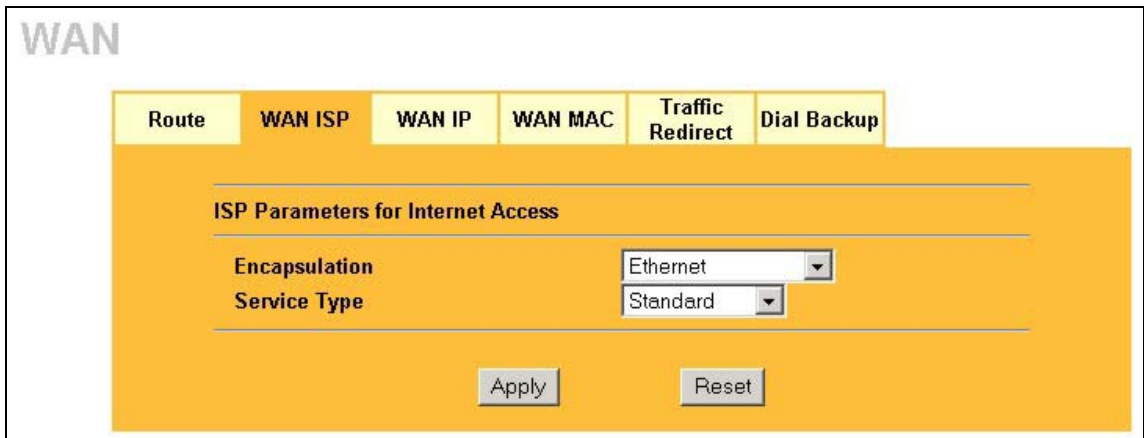 WAN
Route WAN ISP WAN IP WAN MAC Traffic Redirect Dial Backup
ISP Parameters for Internet Access
Encapsulation Ethernet
Service Type Standard
Apply Reset